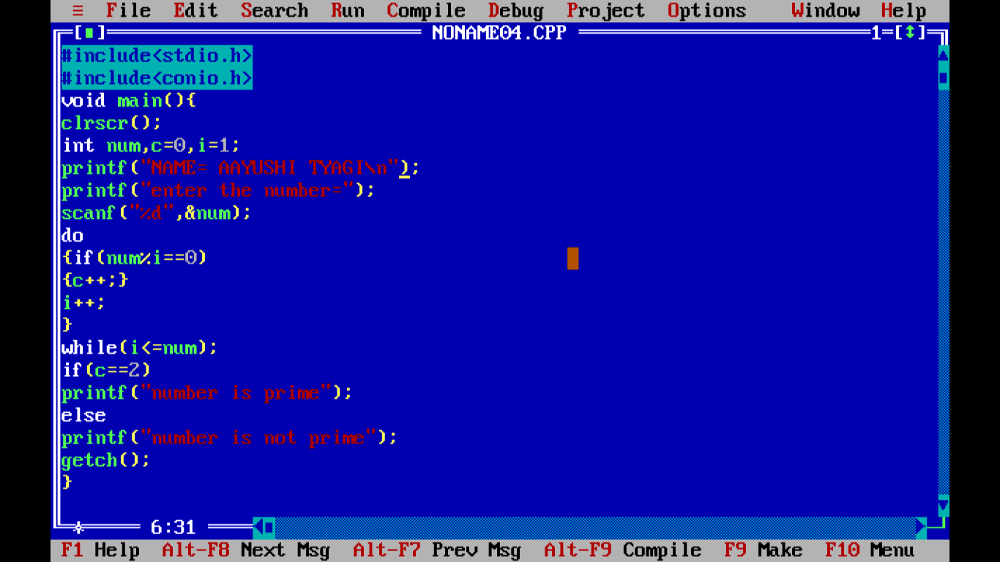 ≡ File Edit Search Run Compile Debug Project Options Window Help
[■] NONAME04.CPP 1=[↕]
#include<stdio.h>
#include<conio.h>
void main(){
clrscr();
int num,c=0,i=1;
printf("NAME= AAYUSHI TYAGI\n");
printf("enter the number=");
scanf("%d",&num);
do
{if(num%i==0)
{c++;}
i++;
}
while(i<=num);
if(c==2)
printf("number is prime");
else
printf("number is not prime");
getch();
}
6:31
F1 Help Alt-F8 Next Msg Alt-F7 Prev Msg Alt-F9 Compile F9 Make F10 Menu